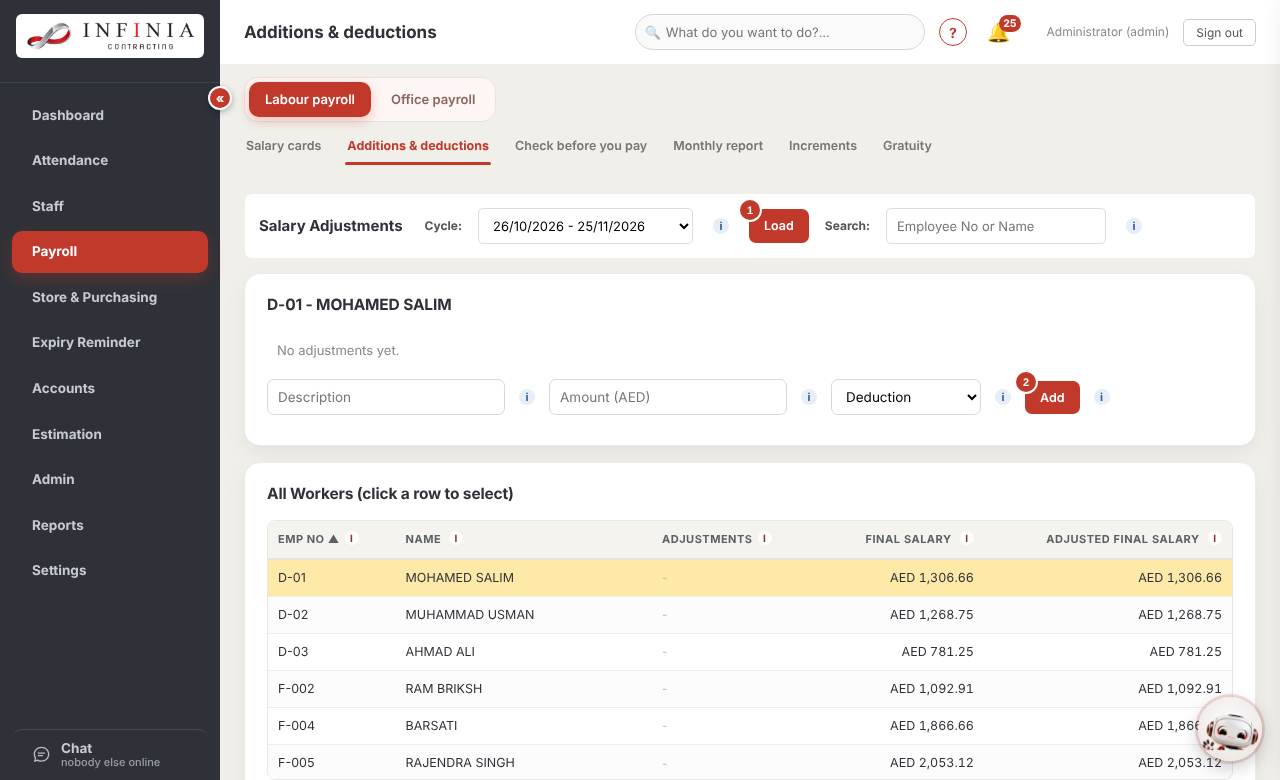 INFINIA
CONTRACTING
Additions & deductions
What do you want to do?...
?
25
Administrator (admin)
Sign out
«
Dashboard
Attendance
Staff
Payroll
Store & Purchasing
Expiry Reminder
Accounts
Estimation
Admin
Reports
Settings
Chat
nobody else online
Labour payroll
Office payroll
Salary cards
Additions & deductions
Check before you pay
Monthly report
Increments
Gratuity
Salary Adjustments
Cycle:
26/10/2026 - 25/11/2026
i
1
Load
Search:
Employee No or Name
i
D-01 - MOHAMED SALIM
No adjustments yet.
Description
i
Amount (AED)
i
Deduction
i
2
Add
i
All Workers (click a row to select)
EMP NO ▲ I NAME I ADJUSTMENTS I FINAL SALARY I ADJUSTED FINAL SALARY I
D-01 MOHAMED SALIM - AED 1,306.66 AED 1,306.66
D-02 MUHAMMAD USMAN - AED 1,268.75 AED 1,268.75
D-03 AHMAD ALI - AED 781.25 AED 781.25
F-002 RAM BRIKSH - AED 1,092.91 AED 1,092.91
F-004 BARSATI - AED 1,866.66
F-005 RAJENDRA SINGH - AED 2,053.12 AED 2,053.12